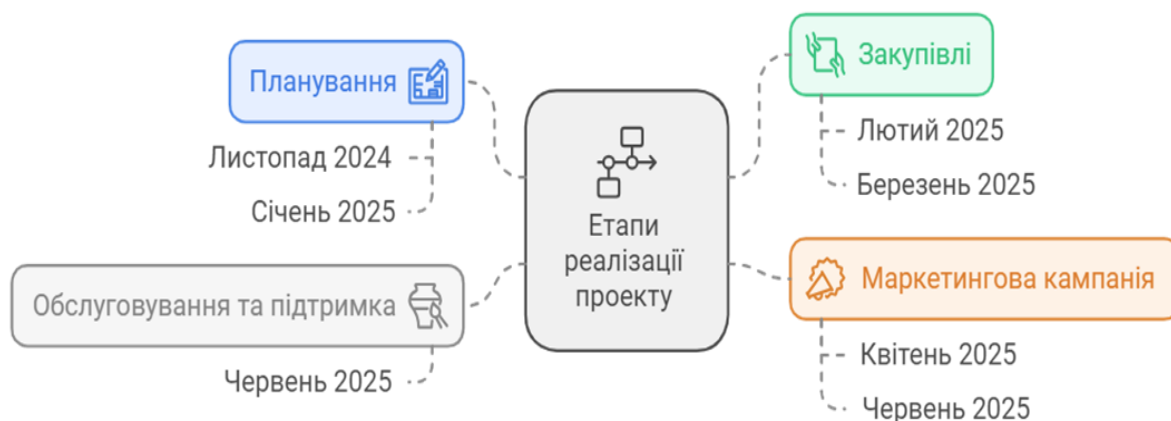 Планування
Листопад 2024
Січень 2025
Обслуговування та підтримка
Червень 2025
Етапи
реалізації
проекту
Закупівлі
Лютий 2025
Березень 2025
Маркетингова кампанія
Квітень 2025
Червень 2025